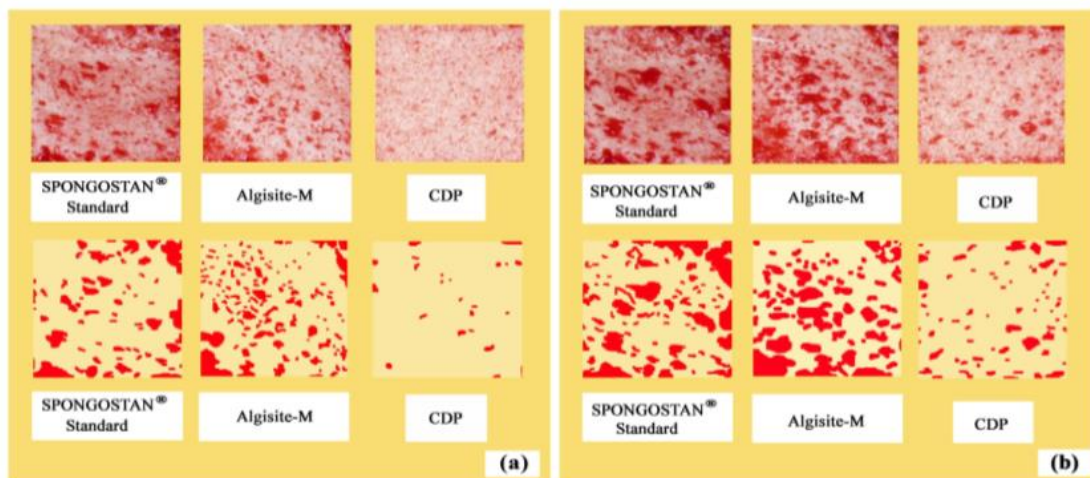 SPONGOSTAN®
Standard
Algisite-M
CDP
SPONGOSTAN®
Standard
Algisite-M
CDP
(a)
SPONGOSTAN®
Standard
Algisite-M
CDP
SPONGOSTAN®
Standard
Algisite-M
CDP
(b)